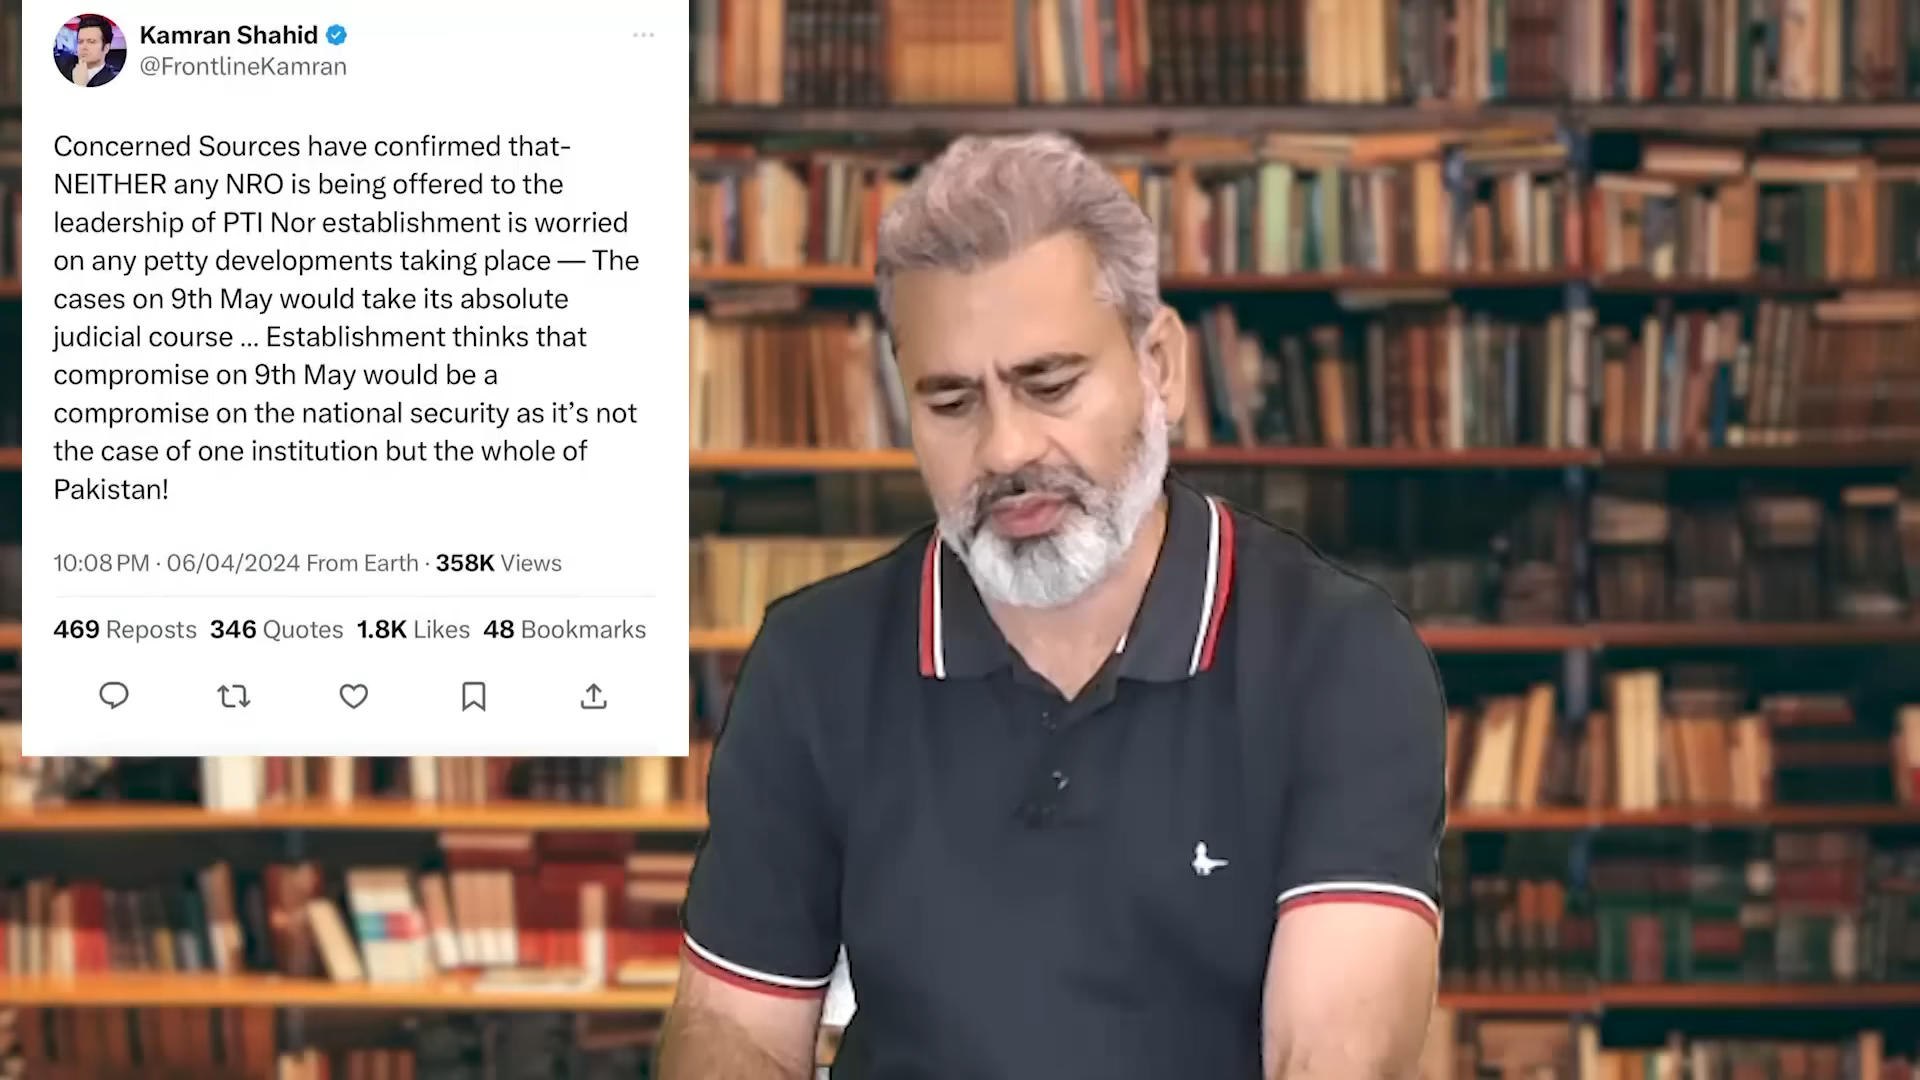 Kamran Shahid
@FrontlineKamran
Concerned Sources have confirmed that-
NEITHER any NRO is being offered to the
leadership of PTI Nor establishment is worried
on any petty developments taking place — The
cases on 9th May would take its absolute
judicial course ... Establishment thinks that
compromise on 9th May would be a
compromise on the national security as it’s not
the case of one institution but the whole of
Pakistan!
10:08 PM · 06/04/2024 From Earth · 358K Views
469 Reposts 346 Quotes 1.8K Likes 48 Bookmarks